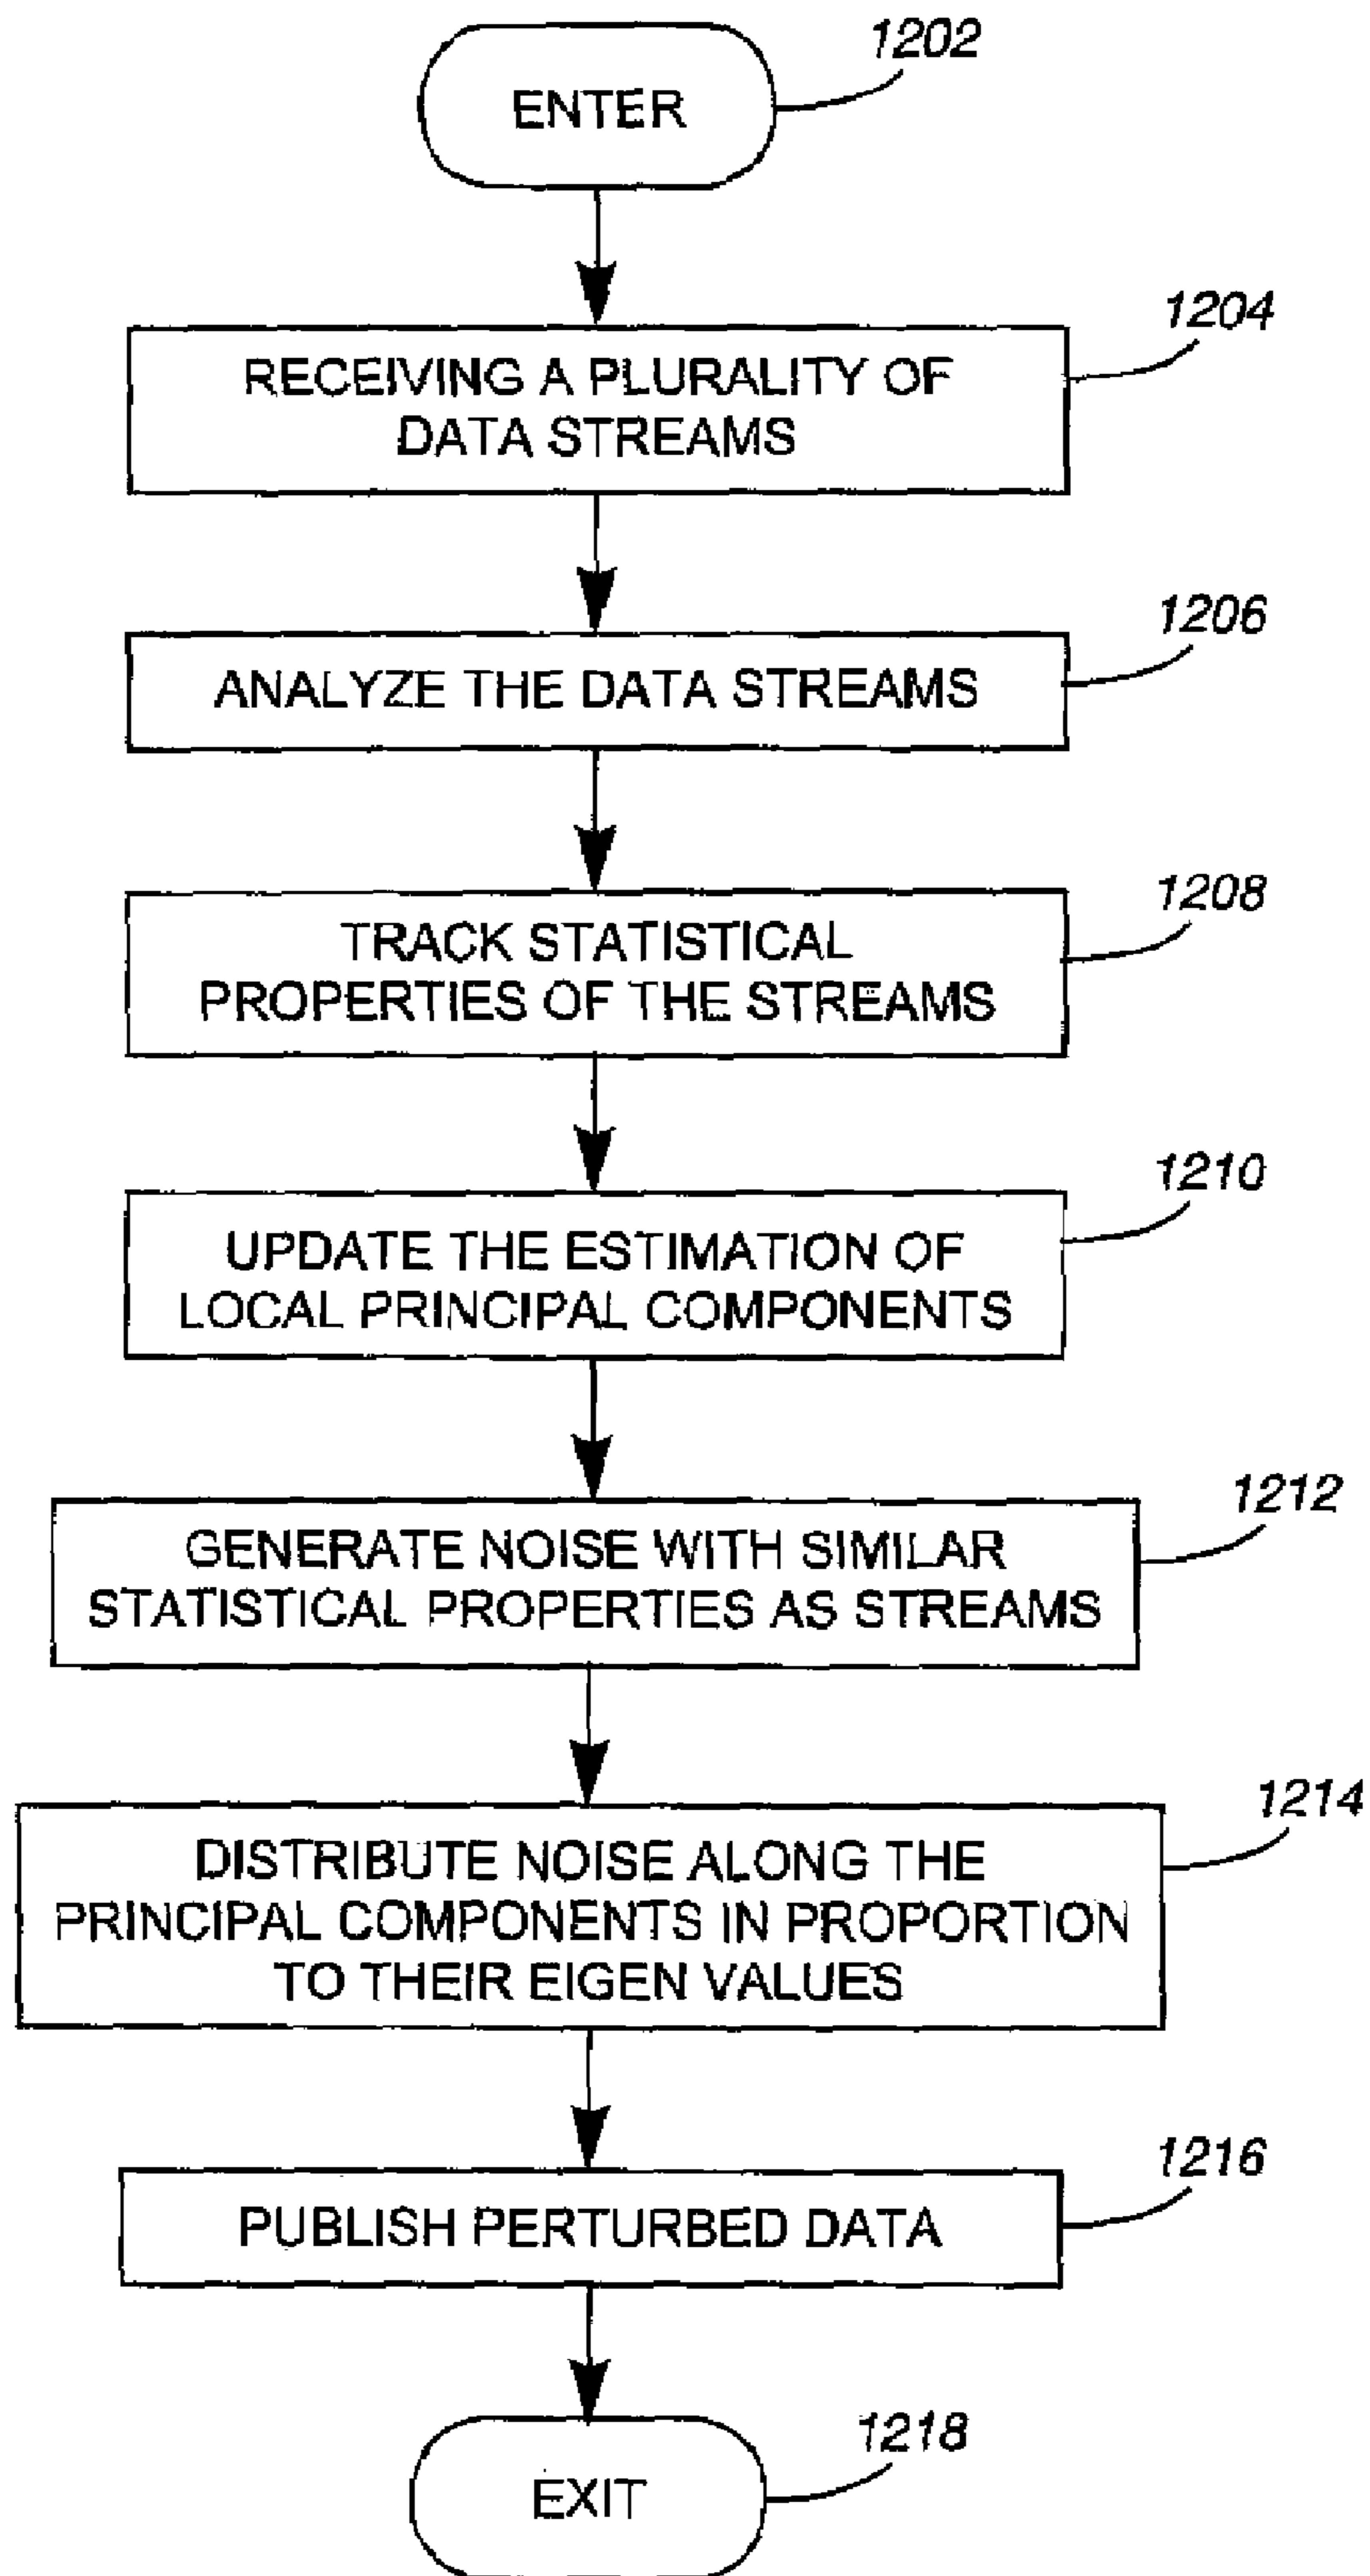 1202
ENTER
1204
RECEIVING A PLURALITY OF
DATA STREAMS
1206
ANALYZE THE DATA STREAMS
1208
TRACK STATISTICAL
PROPERTIES OF THE STREAMS
1210
UPDATE THE ESTIMATION OF
LOCAL PRINCIPAL COMPONENTS
1212
GENERATE NOISE WITH SIMILAR
STATISTICAL PROPERTIES AS STREAMS
1214
DISTRIBUTE NOISE ALONG THE
PRINCIPAL COMPONENTS IN PROPORTION
TO THEIR EIGEN VALUES
1216
PUBLISH PERTURBED DATA
1218
EXIT